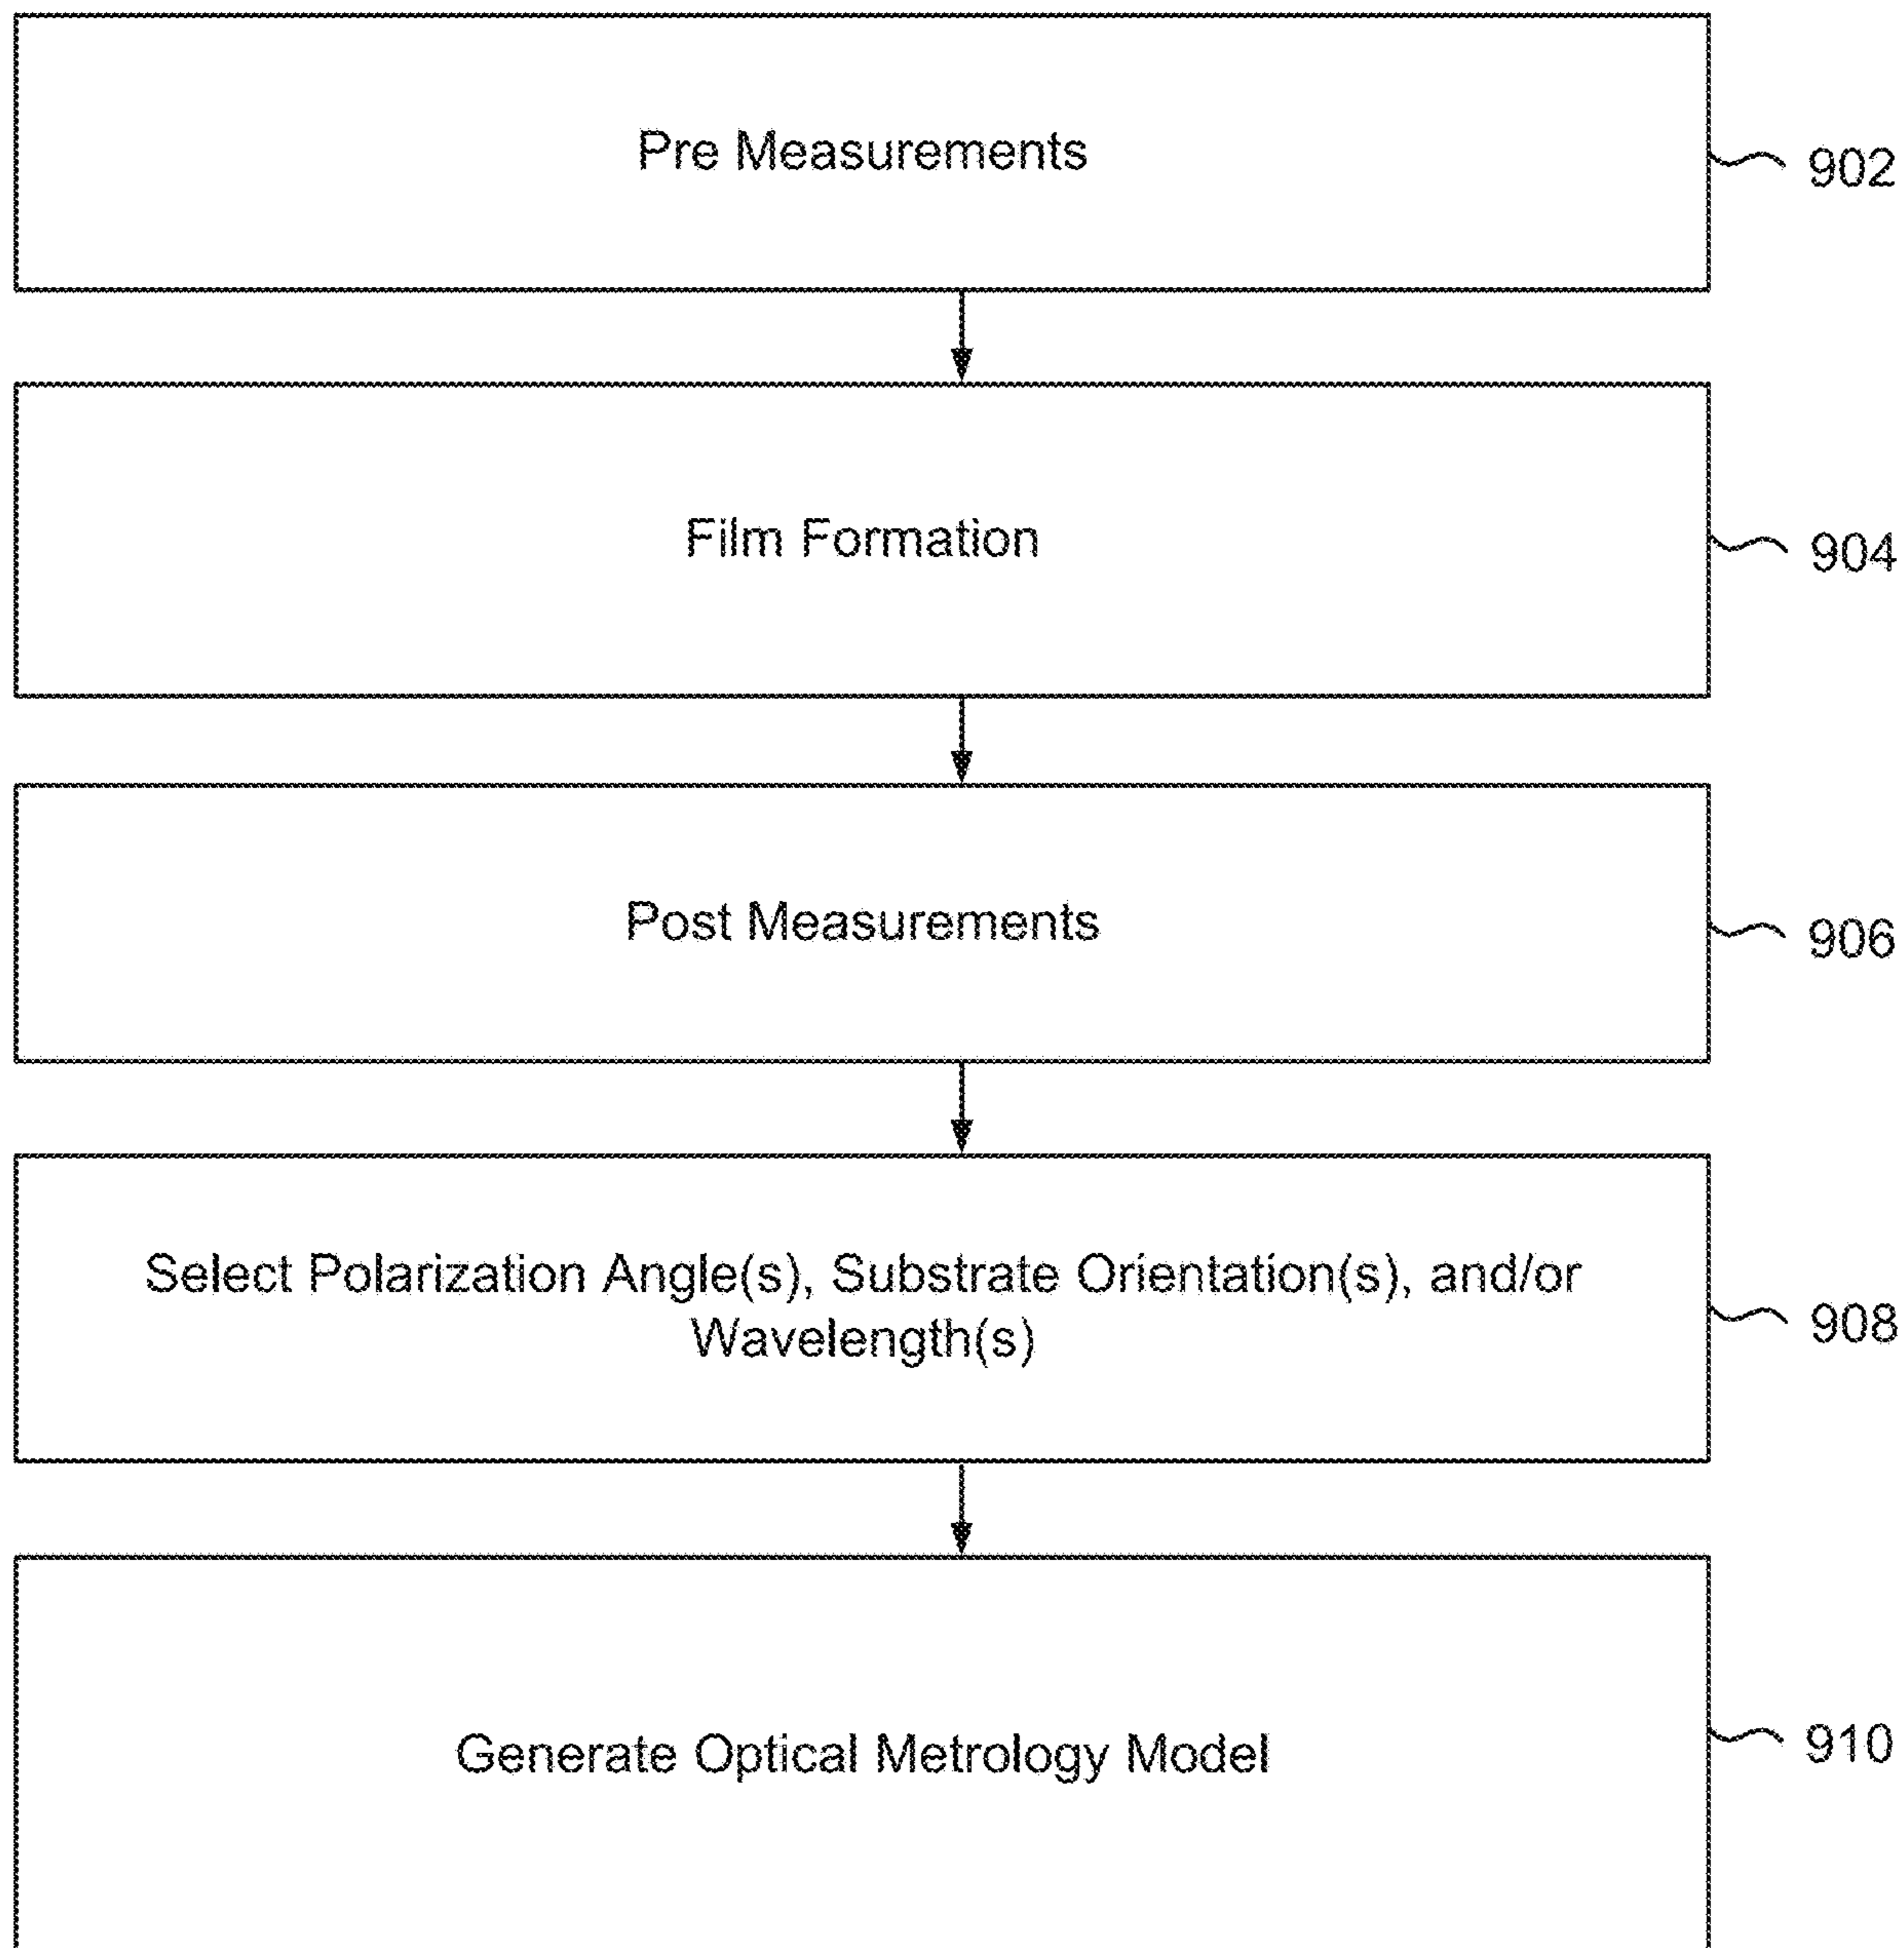 Pre Measurements
902
Film Formation
904
Post Measurements
906
Select Polarization Angle(s), Substrate Orientation(s), and/or
Wavelength(s)
908
Generate Optical Metrology Model
910